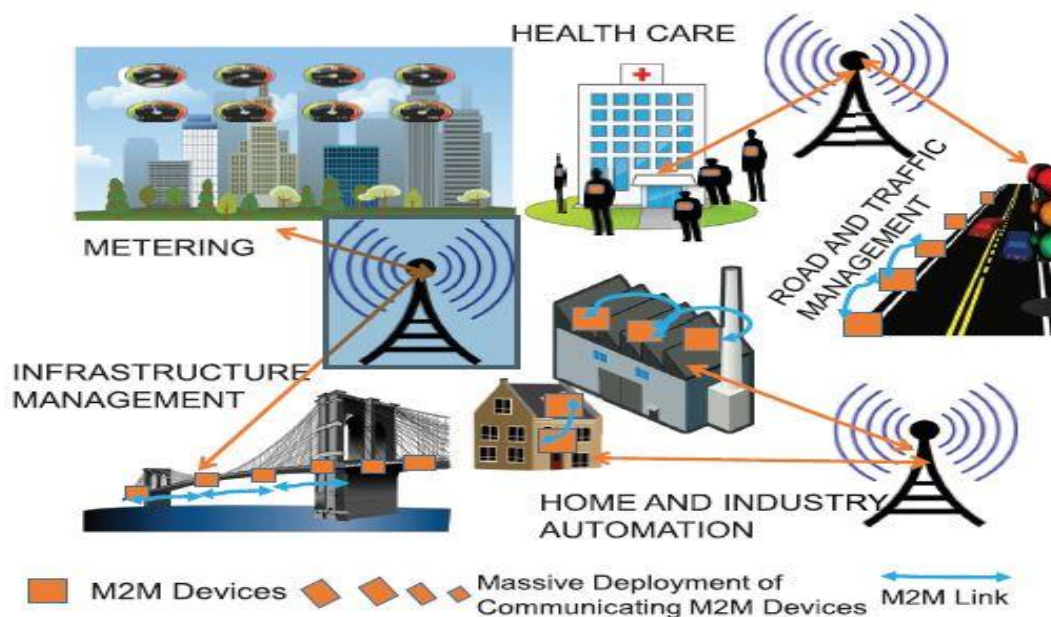 HEALTH CARE
METERING
ROAD AND TRAFFIC
MANAGEMENT
INFRASTRUCTURE
MANAGEMENT
HOME AND INDUSTRY
AUTOMATION
M2M Devices
Massive Deployment of
Communicating M2M Devices
M2M Link